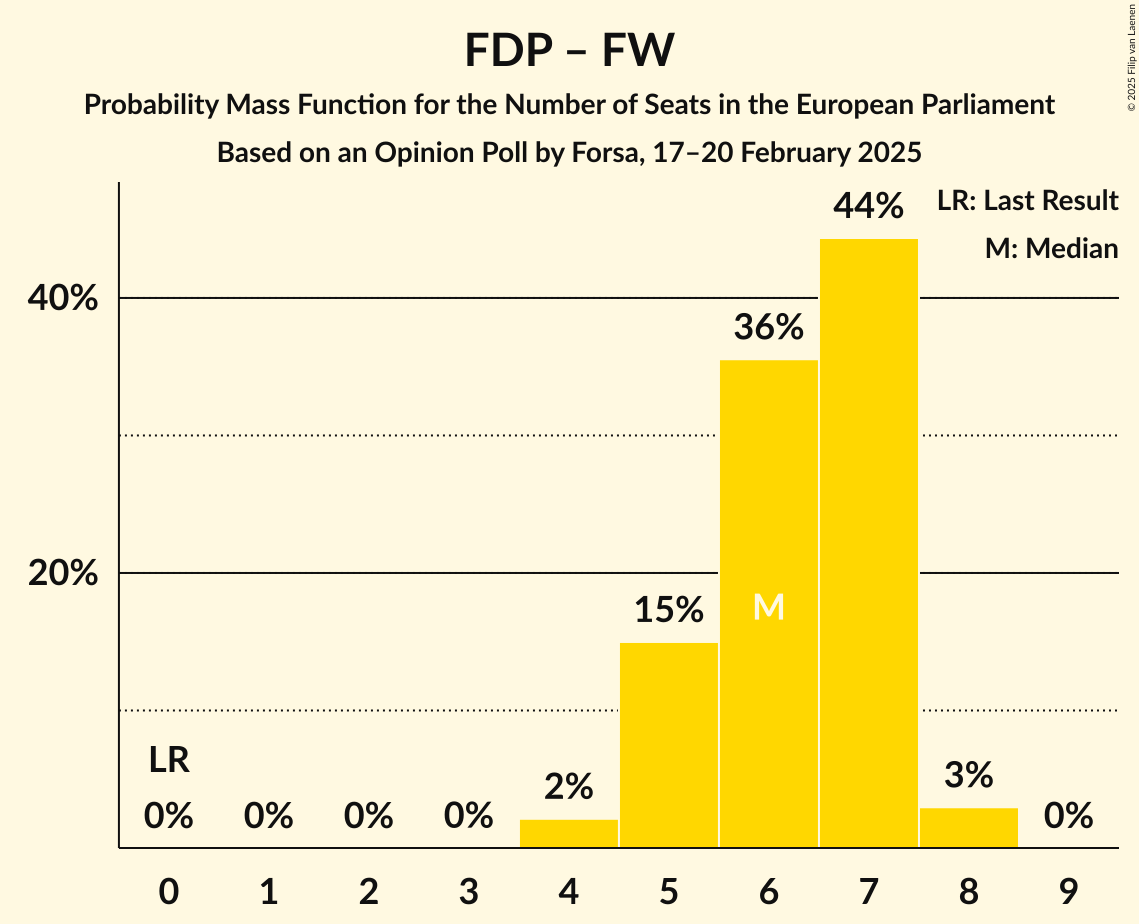 FDP – FW
Probability Mass Function for the Number of Seats in the European Parliament
Based on an Opinion Poll by Forsa, 17–20 February 2025
© 2025 Filip van Laenen
LR: Last Result
M: Median
44%
40%
36%
20%
15%
M
LR
0%
0%
0%
0%
2%
3%
0%
0
1
2
3
4
5
6
7
8
9